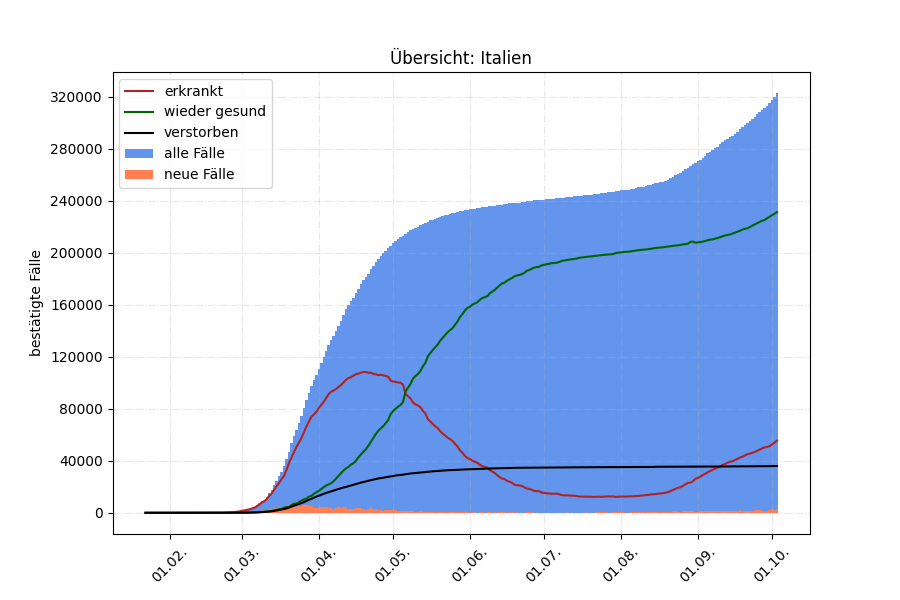 Übersicht: Italien
bestätigte Fälle
320000
280000
240000
200000
160000
120000
80000
40000
0
erkrankt
wieder gesund
verstorben
alle Fälle
neue Fälle
01.02.
01.03.
01.04.
01.05.
01.06.
01.07.
01.08.
01.09.
01.10.